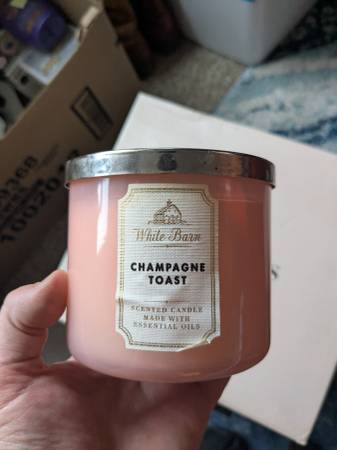 White Barn
CHAMPAGNE
TOAST
SCENTED CANDLE
MADE WITH
ESSENTIAL OILS